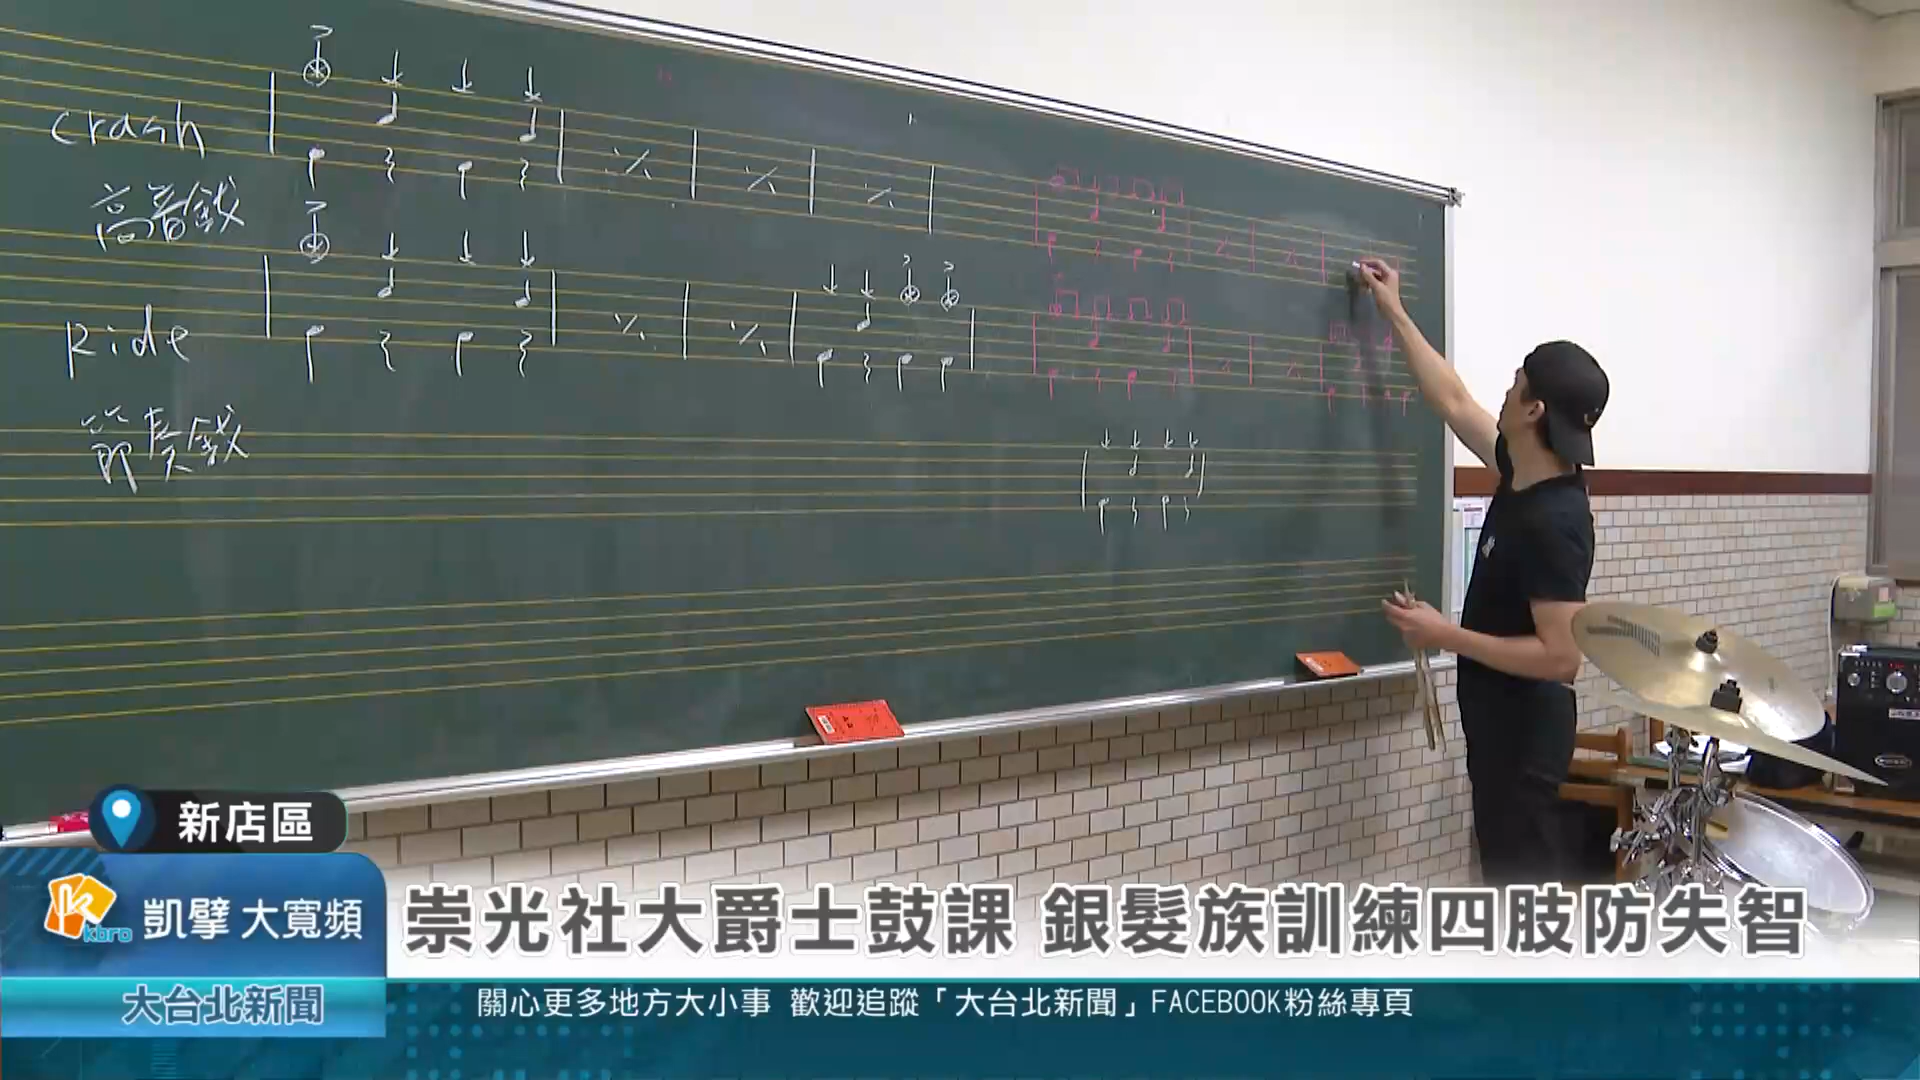 crash
高音鈸
Ride
節奏鈸
新店區
kbro
凱擘 大寬頻
崇光社大爵士鼓課 銀髮族訓練四肢防失智
大台北新聞
關心更多地方大小事 歡迎追蹤「大台北新聞」FACEBOOK粉絲專頁